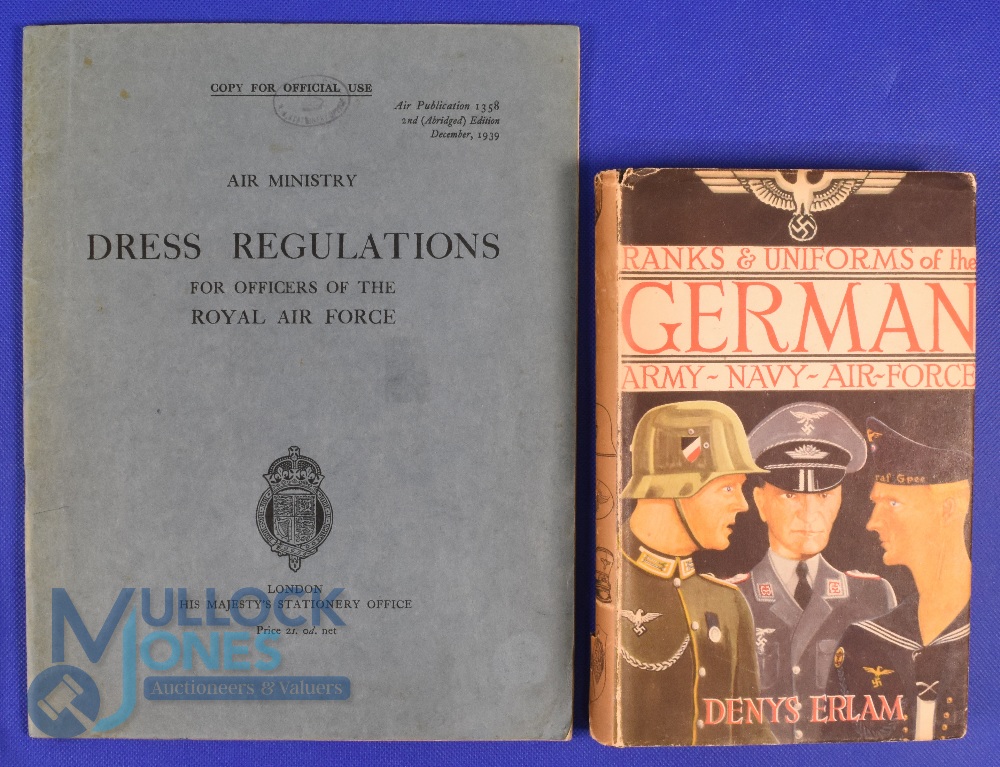 COPY FOR OFFICIAL USE
Air Publication 1358
2nd (Abridged) Edition
December, 1939
AIR MINISTRY
DRESS REGULATIONS
FOR OFFICERS OF THE
ROYAL AIR FORCE
LONDON
HIS MAJESTY'S STATIONERY OFFICE
Price 2s. 0d. net
MULLOCK
JONES
Auctioneers & Valuers
RANKS & UNIFORMS of the
GERMAN
ARMY~NAVY~AIR-FORCE
raf Spee
DENYS ERLAM